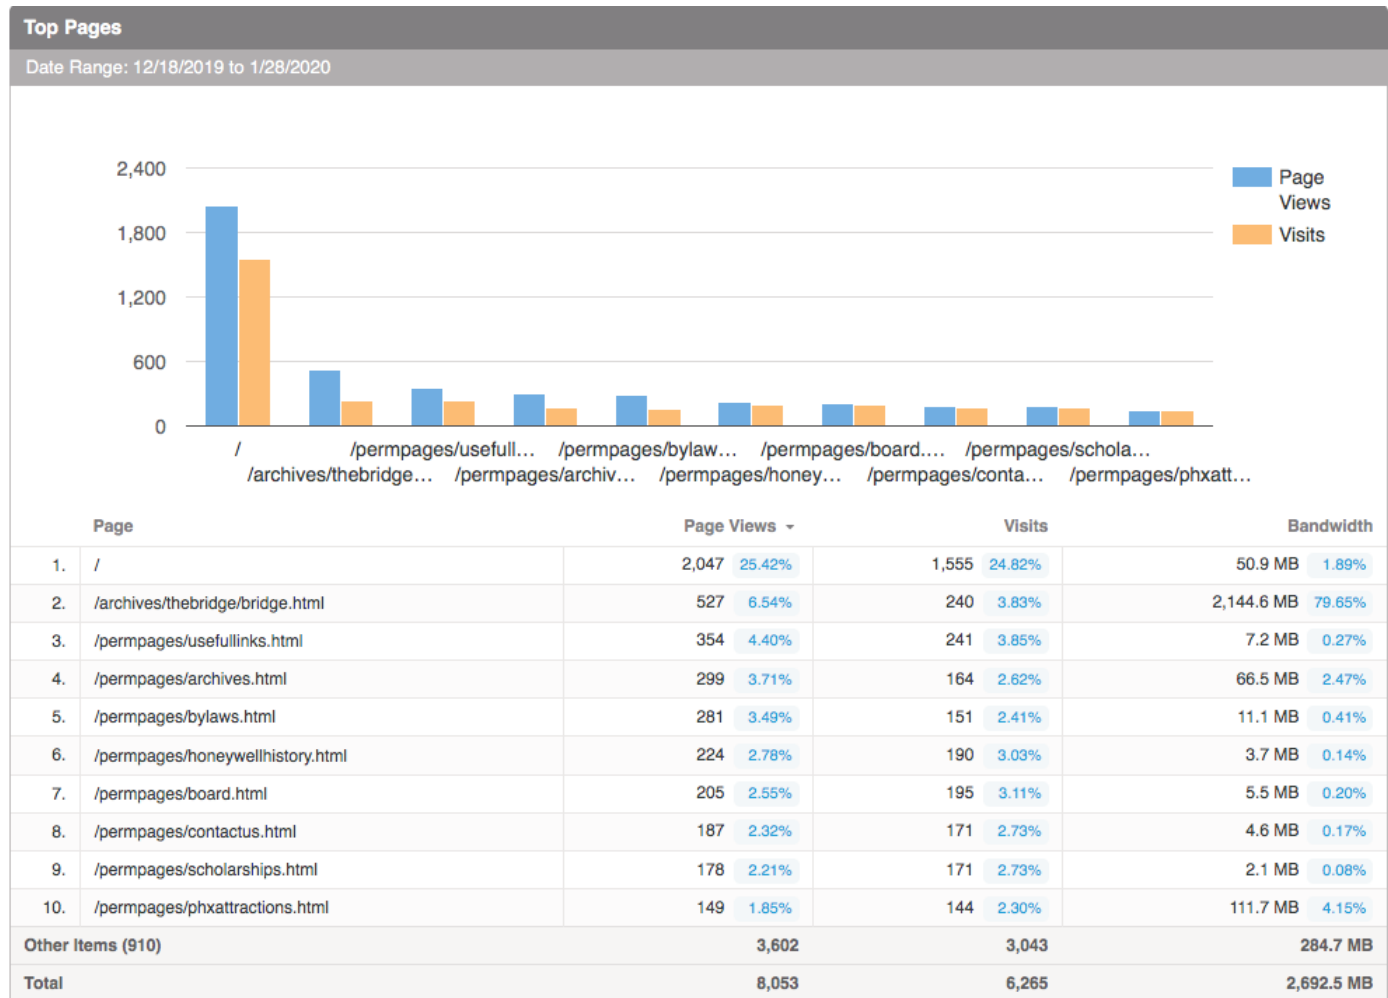 Top Pages
Date Range: 12/18/2019 to 1/28/2020
2,400
1,800
1,200
600
0
Page
Views
Visits
/ /permpages/usefull... /permpages/bylaw... /permpages/board.... /permpages/schola...
/archives/thebridge... /permpages/archiv... /permpages/honey... /permpages/conta... /permpages/phxatt...
Page Page Views Visits Bandwidth
1. / 2,047 25.42% 1,555 24.82% 50.9 MB 1.89%
2. /archives/thebridge/bridge.html 527 6.54% 240 3.83% 2,144.6 MB 79.65%
3. /permpages/usefullinks.html 354 4.40% 241 3.85% 7.2 MB 0.27%
4. /permpages/archives.html 299 3.71% 164 2.62% 66.5 MB 2.47%
5. /permpages/bylaws.html 281 3.49% 151 2.41% 11.1 MB 0.41%
6. /permpages/honeywellhistory.html 224 2.78% 190 3.03% 3.7 MB 0.14%
7. /permpages/board.html 205 2.55% 195 3.11% 5.5 MB 0.20%
8. /permpages/contactus.html 187 2.32% 171 2.73% 4.6 MB 0.17%
9. /permpages/scholarships.html 178 2.21% 171 2.73% 2.1 MB 0.08%
10. /permpages/phxattractions.html 149 1.85% 144 2.30% 111.7 MB 4.15%
Other Items (910) 3,602 3,043 284.7 MB
Total 8,053 6,265 2,692.5 MB